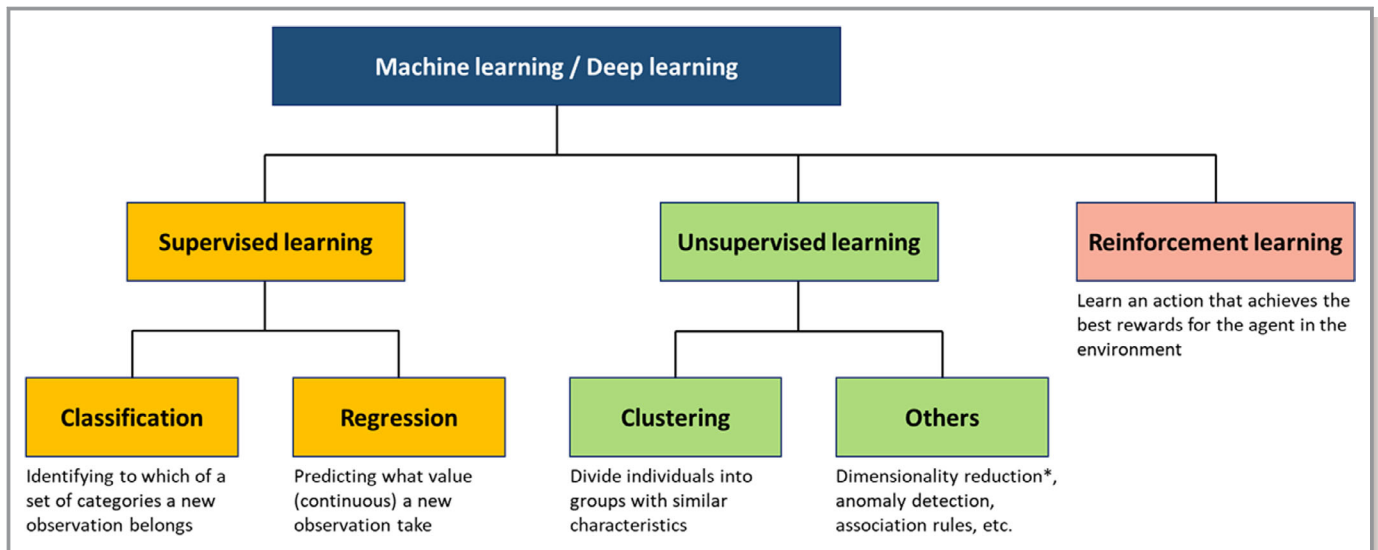 Machine learning / Deep learning
Supervised learning
Unsupervised learning
Reinforcement learning
Learn an action that achieves the
best rewards for the agent in the
environment
Classification
Identifying to which of a
set of categories a new
observation belongs
Regression
Predicting what value
(continuous) a new
observation take
Clustering
Divide individuals into
groups with similar
characteristics
Others
Dimensionality reduction*,
anomaly detection,
association rules, etc.